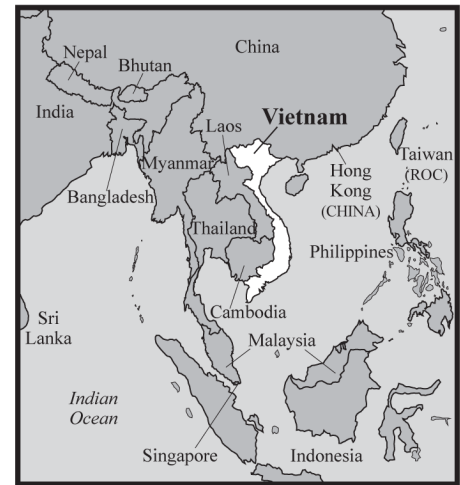 China
Nepal
Bhutan
India
Laos
Vietnam
Myanmar
Bangladesh
Hong
Kong
(CHINA)
Taiwan
(ROC)
Thailand
Philippines
Cambodia
Sri
Lanka
Malaysia
Indian
Ocean
Singapore
Indonesia